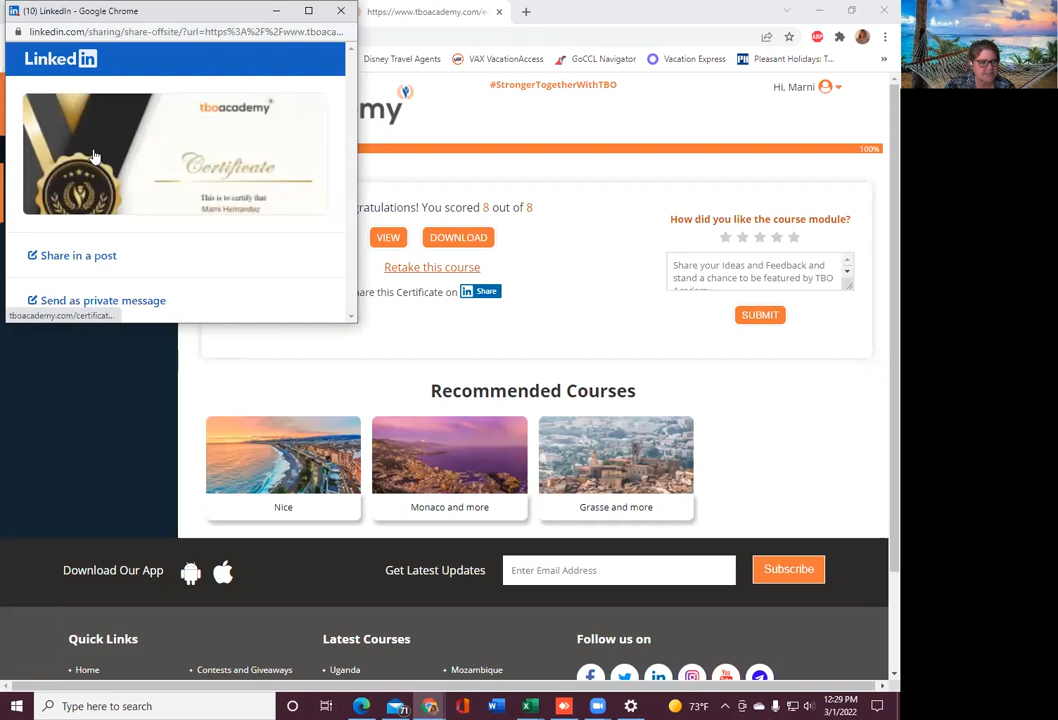 (10) LinkedIn - Google Chrome
linkedin.com/sharing/share-offsite/?url=https%3A%2F%2Fwww.tboaca...
https://www.tboacademy.com/e
Linked in
Disney Travel Agents
VAX VacationAccess
GoCCL Navigator
Vacation Express
Pleasant Holidays: T...
»
tboacademy
Certificate
This is to certify that
Marni Hernandez
Share in a post
Send as private message
tboacademy.com/certificat...
my
#StrongerTogetherWithTBO
Hi, Marni
100%
gratulations! You scored 8 out of 8
VIEW
DOWNLOAD
Retake this course
are this Certificate on in Share
How did you like the course module?
Share your Ideas and Feedback and
stand a chance to be featured by TBO
SUBMIT
Recommended Courses
Nice
Monaco and more
Grasse and more
Download Our App
Get Latest Updates
Enter Email Address
Subscribe
Quick Links
Latest Courses
Follow us on
• Home
• Contests and Giveaways
• Uganda
• Mozambique
Type here to search
71
73°F
12:29 PM
3/1/2022